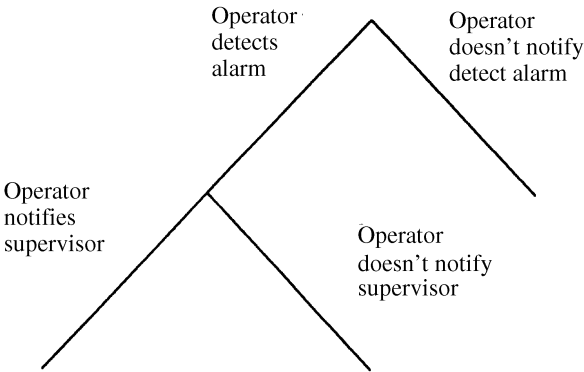 Operator
detects
alarm
Operator
doesn't notify
detect alarm
Operator
notifies
supervisor
Operator
doesn't notify
supervisor